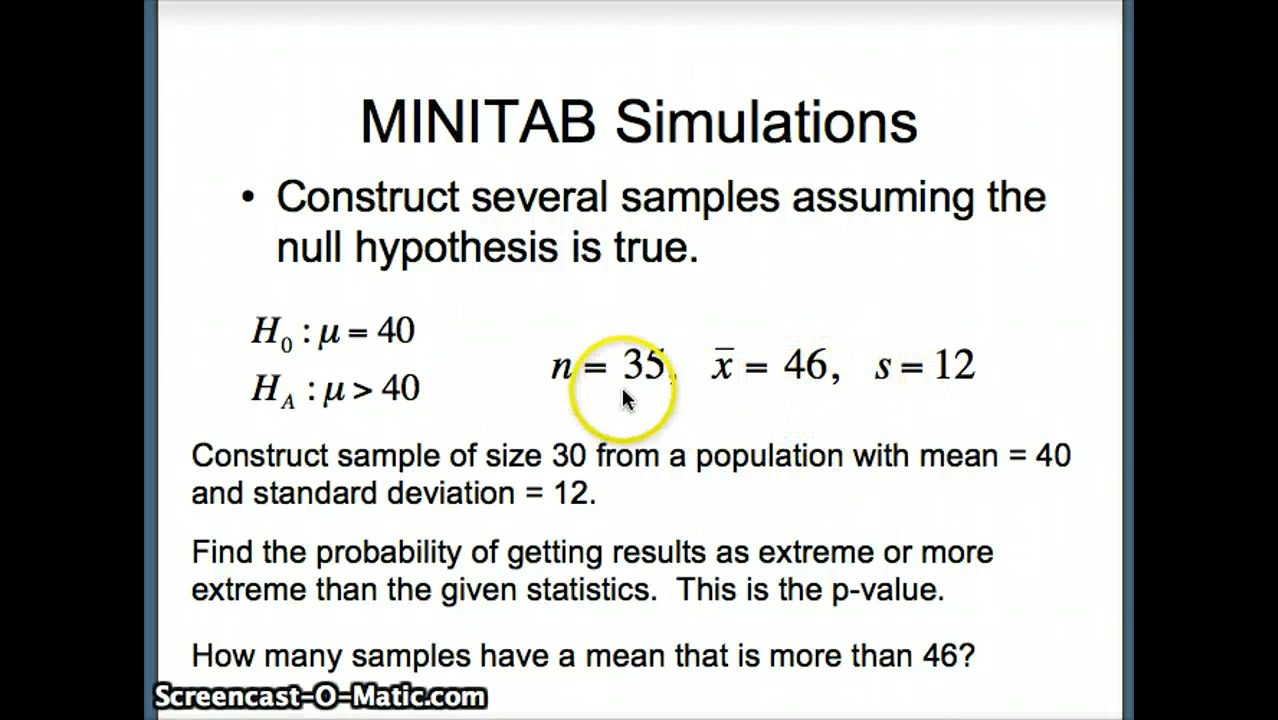 MINITAB Simulations
• Construct several samples assuming the
null hypothesis is true.
H₀ : μ = 40
n = 35, x̄ = 46, s = 12
H_A : μ > 40
Construct sample of size 30 from a population with mean = 40
and standard deviation = 12.
Find the probability of getting results as extreme or more
extreme than the given statistics.  This is the p-value.
How many samples have a mean that is more than 46?
Screencast-O-Matic.com